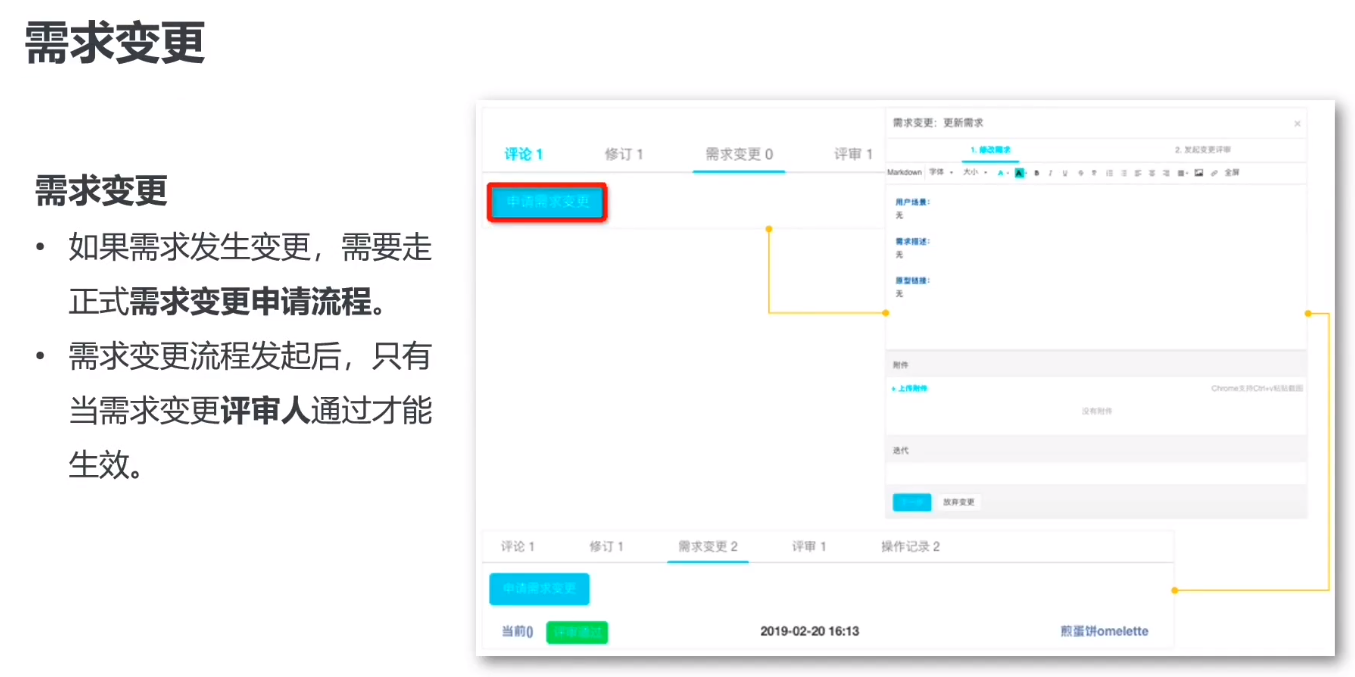 需求变更
需求变更
• 如果需求发生变更，需要走
正式需求变更申请流程。
• 需求变更流程发起后，只有
当需求变更评审人通过才能
生效。
评论 1 修订 1 需求变更 0 评审 1
申请需求变更
需求变更：更新需求 ×
1. 修改需求 2. 发起变更评审
Markdown 字体 大小 A A B I U S T 全屏
用户场景：
无
需求描述：
无
原型链接：
无
附件
+ 上传附件 Chrome支持Ctrl+v粘贴截图
没有附件
迭代
放弃变更
评论 1 修订 1 需求变更 2 评审 1 操作记录 2
申请需求变更
当前() 评审通过 2019-02-20 16:13 煎蛋饼omelette